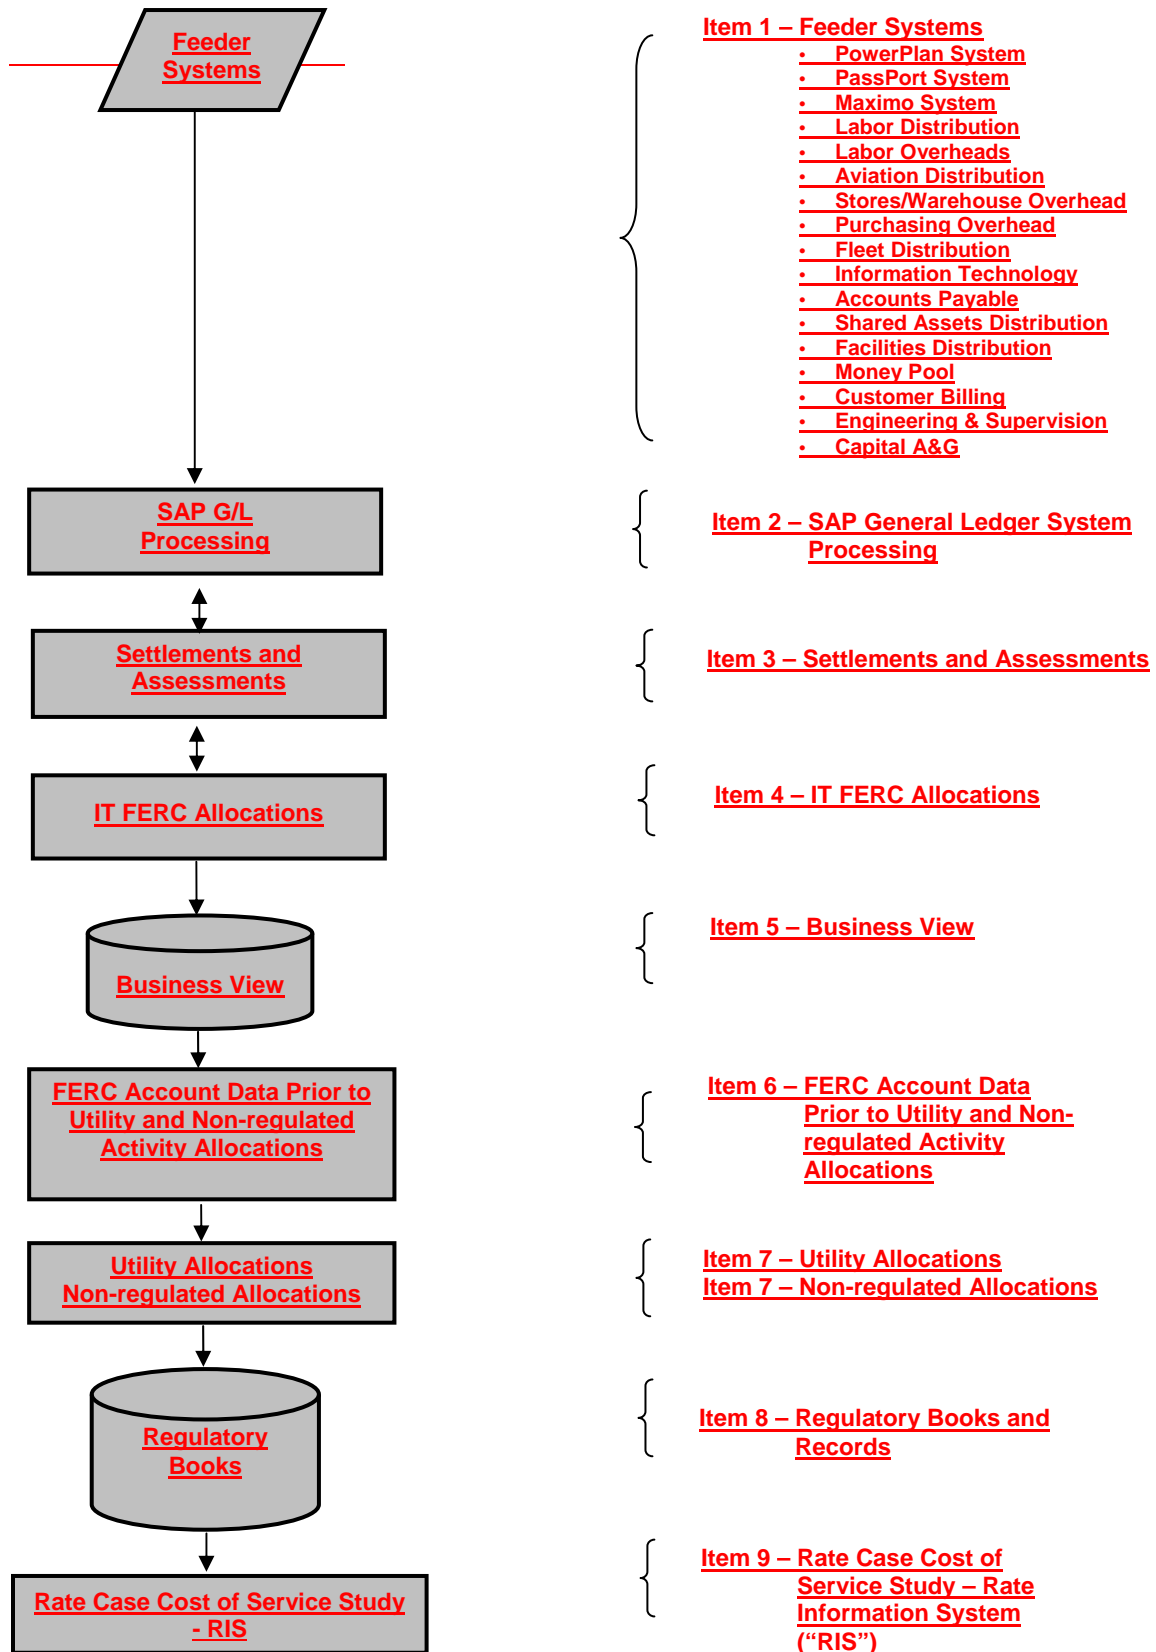 Feeder
Systems
Item 1 – Feeder Systems
• PowerPlan System
• PassPort System
• Maximo System
• Labor Distribution
• Labor Overheads
• Aviation Distribution
• Stores/Warehouse Overhead
• Purchasing Overhead
• Fleet Distribution
• Information Technology
• Accounts Payable
• Shared Assets Distribution
• Facilities Distribution
• Money Pool
• Customer Billing
• Engineering & Supervision
• Capital A&G
SAP G/L
Processing
Item 2 – SAP General Ledger System
Processing
Settlements and
Assessments
Item 3 – Settlements and Assessments
IT FERC Allocations
Item 4 – IT FERC Allocations
Business View
Item 5 – Business View
FERC Account Data Prior to
Utility and Non-regulated
Activity Allocations
Item 6 – FERC Account Data
Prior to Utility and Non-
regulated Activity
Allocations
Utility Allocations
Non-regulated Allocations
Item 7 – Utility Allocations
Item 7 – Non-regulated Allocations
Regulatory
Books
Item 8 – Regulatory Books and
Records
Rate Case Cost of Service Study
- RIS
Item 9 – Rate Case Cost of
Service Study – Rate
Information System
("RIS")